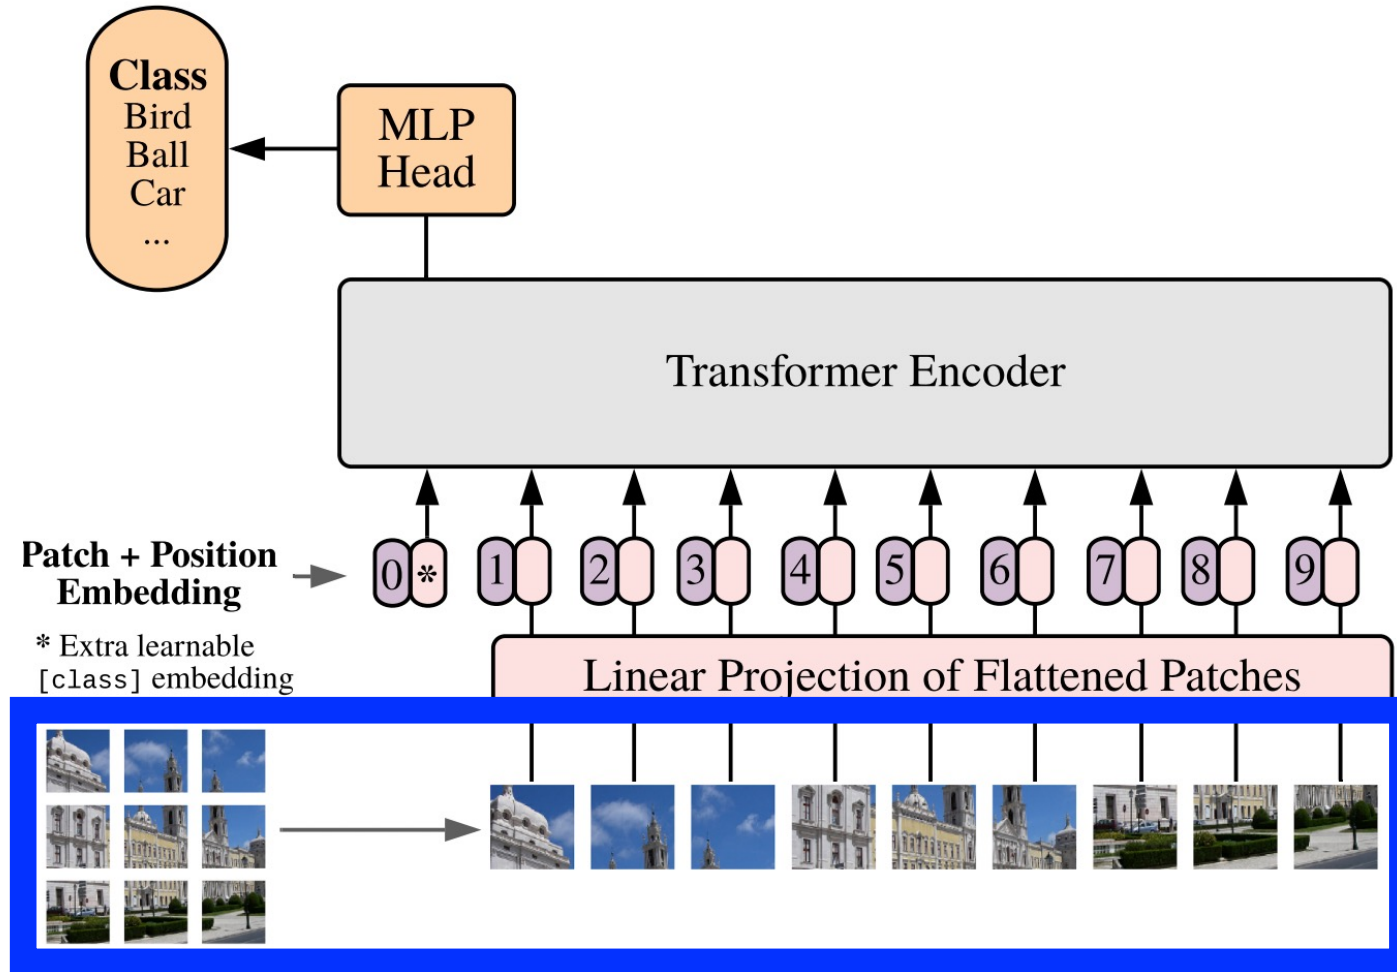 Class
Bird
Ball
Car
...
MLP
Head
Transformer Encoder
Patch + Position
Embedding
0 * 1 2 3 4 5 6 7 8 9
* Extra learnable
[class] embedding
Linear Projection of Flattened Patches